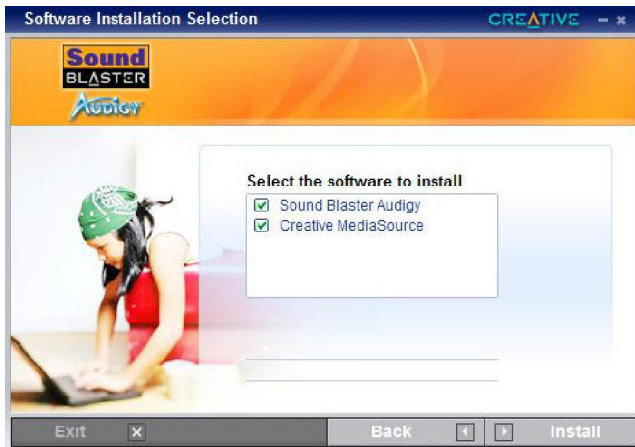 Software Installation Selection
CREATIVE
Sound
BLASTER
Audigy
Select the software to install
Sound Blaster Audigy
Creative MediaSource
Exit
Back
Install